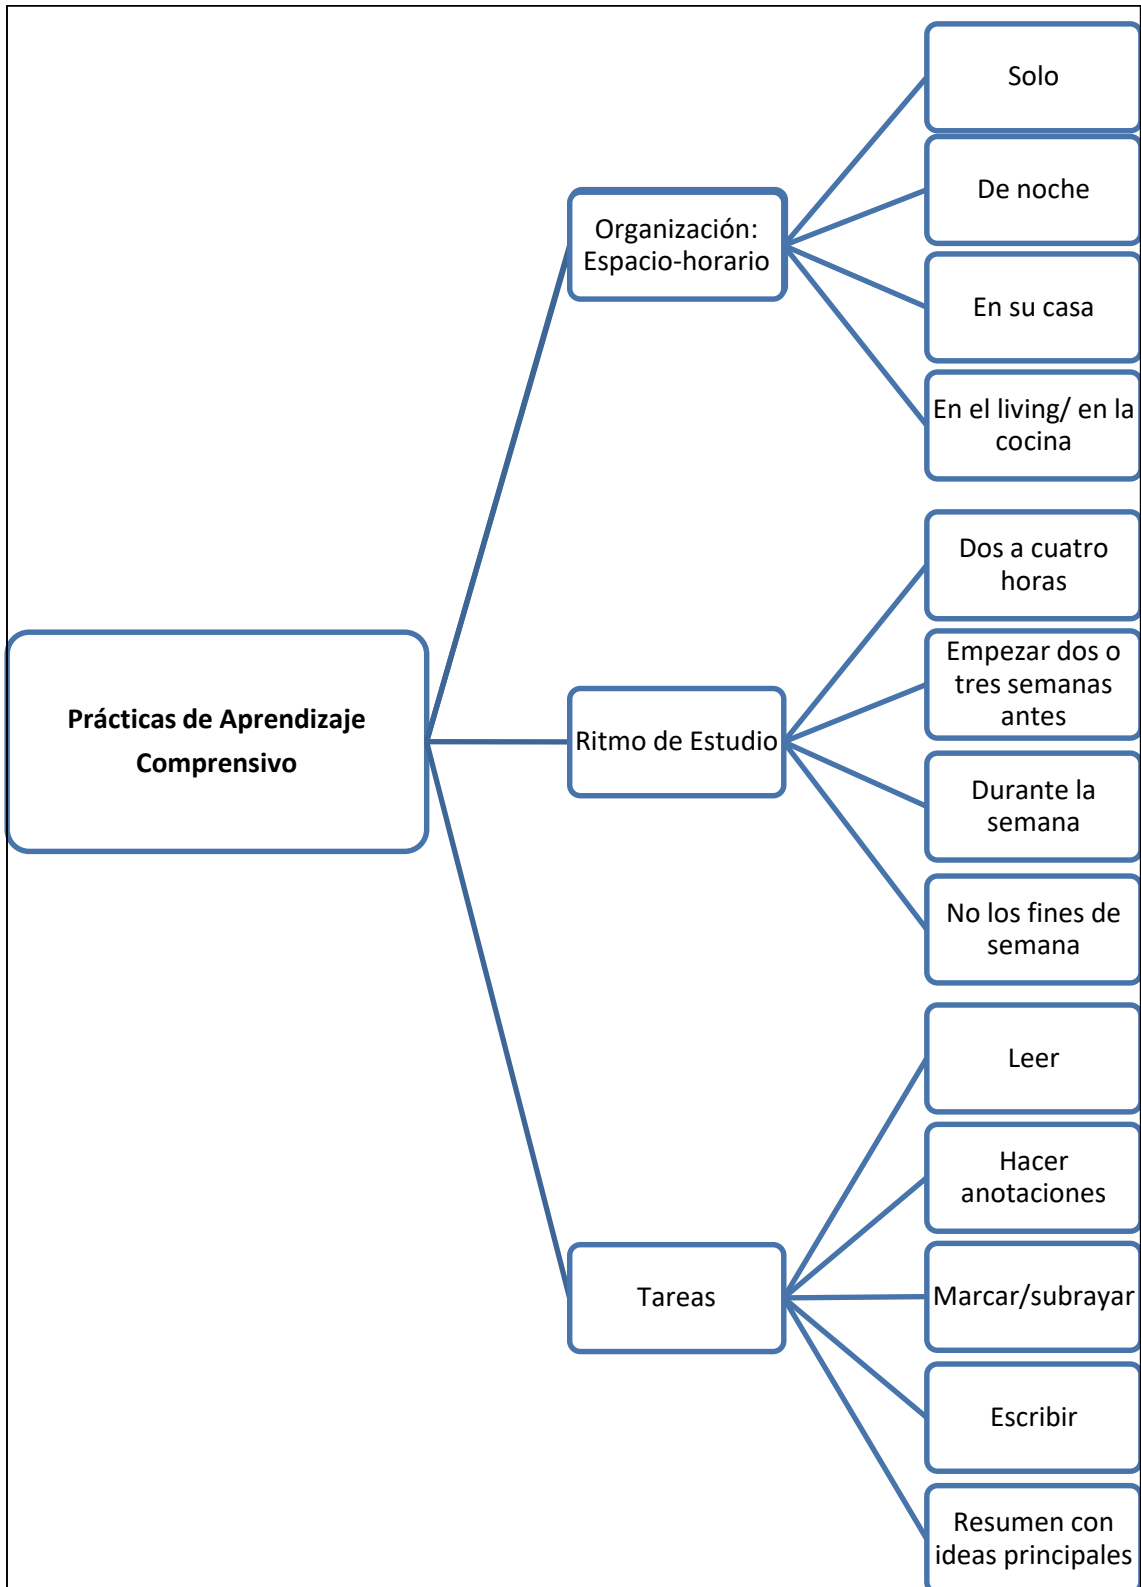 Prácticas de Aprendizaje
Comprensivo
Organización:
Espacio-horario
Solo
De noche
En su casa
En el living/ en la
cocina
Ritmo de Estudio
Dos a cuatro
horas
Empezar dos o
tres semanas
antes
Durante la
semana
No los fines de
semana
Tareas
Leer
Hacer
anotaciones
Marcar/subrayar
Escribir
Resumen con
ideas principales